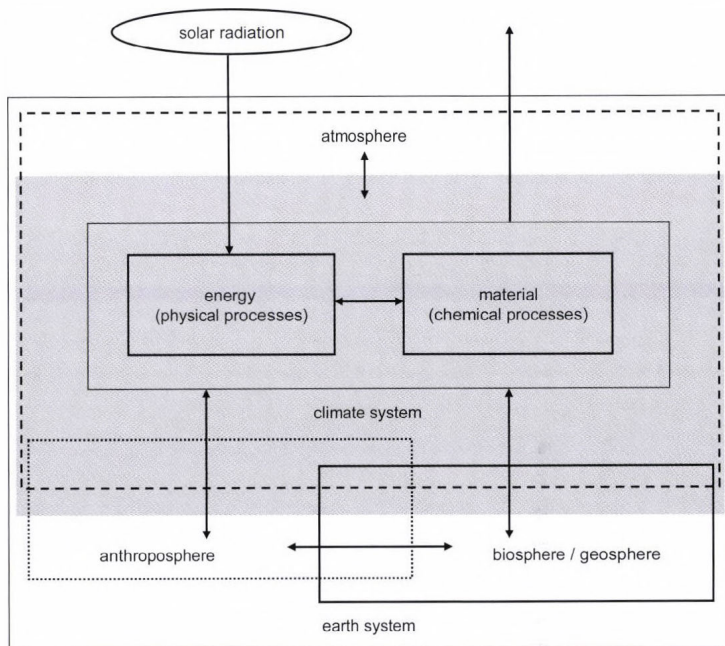 solar radiation
atmosphere
energy
(physical processes)
material
(chemical processes)
climate system
anthroposphere
biosphere / geosphere
earth system